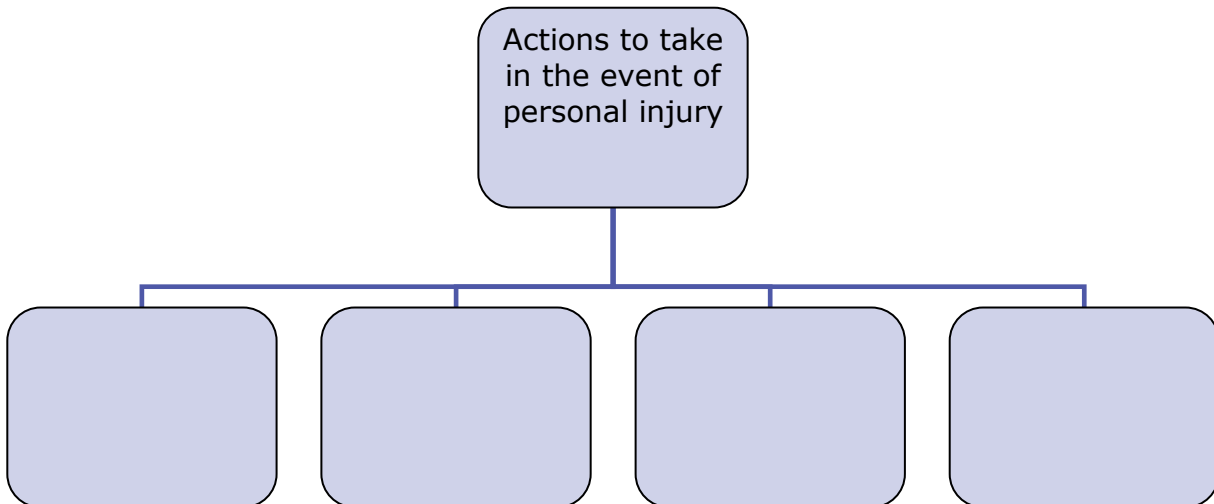 Actions to take
in the event of
personal injury